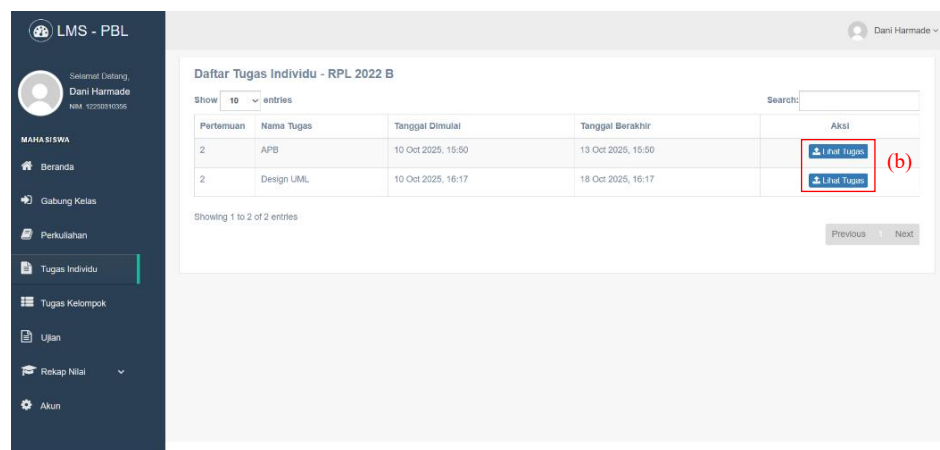 LMS - PBL
Dani Harmade
Selamat Datang,
Dani Harmade
NIM. 12250310356
MAHASISWA
Beranda
Gabung Kelas
Perkuliahan
Tugas Individu
Tugas Kelompok
Ujian
Rekap Nilai
Akun
Daftar Tugas Individu - RPL 2022 B
Show 10 entries Search:
Pertemuan Nama Tugas Tanggal Dimulai Tanggal Berakhir Aksi
2 APB 10 Oct 2025, 15:50 13 Oct 2025, 15:50 Lihat Tugas
(b)
2 Design UML 10 Oct 2025, 16:17 18 Oct 2025, 16:17 Lihat Tugas
Showing 1 to 2 of 2 entries
Previous 1 Next